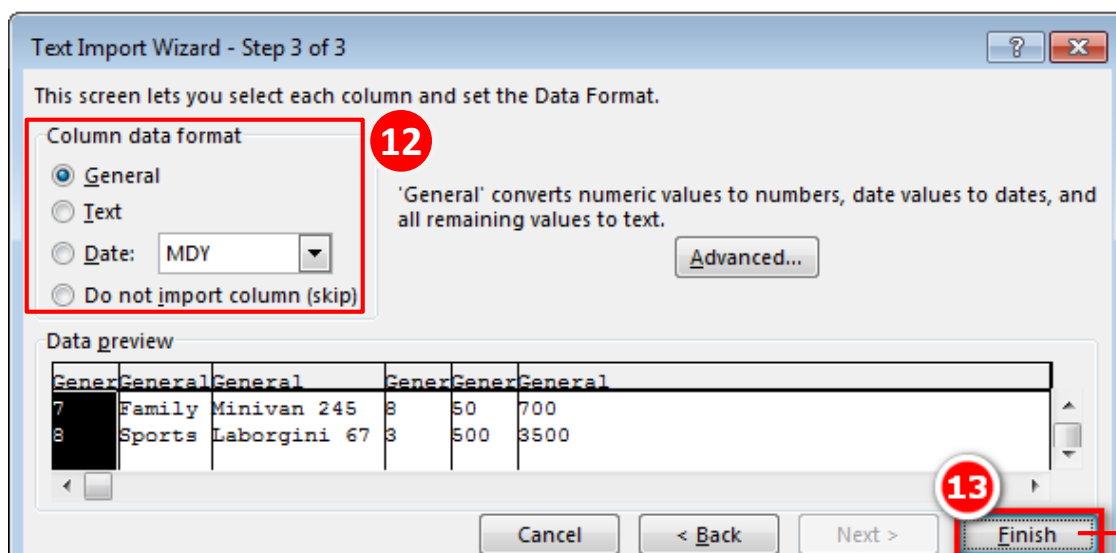 Text Import Wizard - Step 3 of 3
This screen lets you select each column and set the Data Format.
Column data format
12
General
Text
Date: MDY
Do not import column (skip)
'General' converts numeric values to numbers, date values to dates, and
all remaining values to text.
Advanced...
Data preview
Gener General General Gener Gener General
7 Family Minivan 245 8 50 700
8 Sports Laborgini 67 3 500 3500
13
Cancel < Back Next > Finish